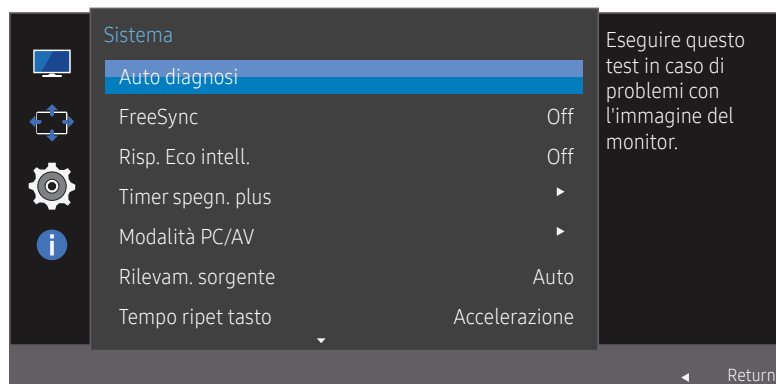 Sistema
Auto diagnosi
FreeSync Off
Risp. Eco intell. Off
Timer spegn. plus
Modalità PC/AV
Rilevam. sorgente Auto
Tempo ripet tasto Accelerazione
Eseguire questo
test in caso di
problemi con
l'immagine del
monitor.
Return